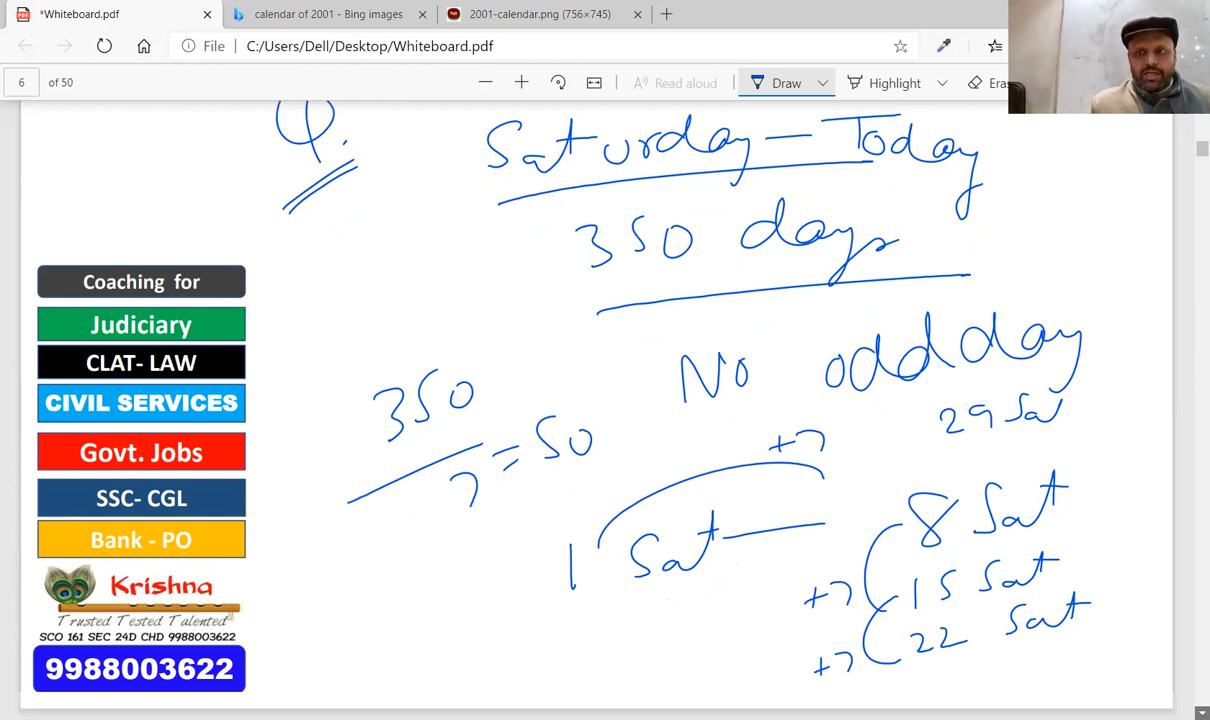 *Whiteboard.pdf
calendar of 2001 - Bing images
2001-calendar.png (756×745)
File
C:/Users/Dell/Desktop/Whiteboard.pdf
6
of 50
Read aloud
Draw
Highlight
Eras
Q.
Saturday - Today
350 days
No odd day
29 Sat
350/7 = 50
+7
1 Sat
8 Sat
+7
15 Sat
22 Sat
+7
Coaching for
Judiciary
CLAT- LAW
CIVIL SERVICES
Govt. Jobs
SSC- CGL
Bank - PO
Krishna
Trusted Tested Talented
SCO 161 SEC 24D CHD 9988003622
9988003622